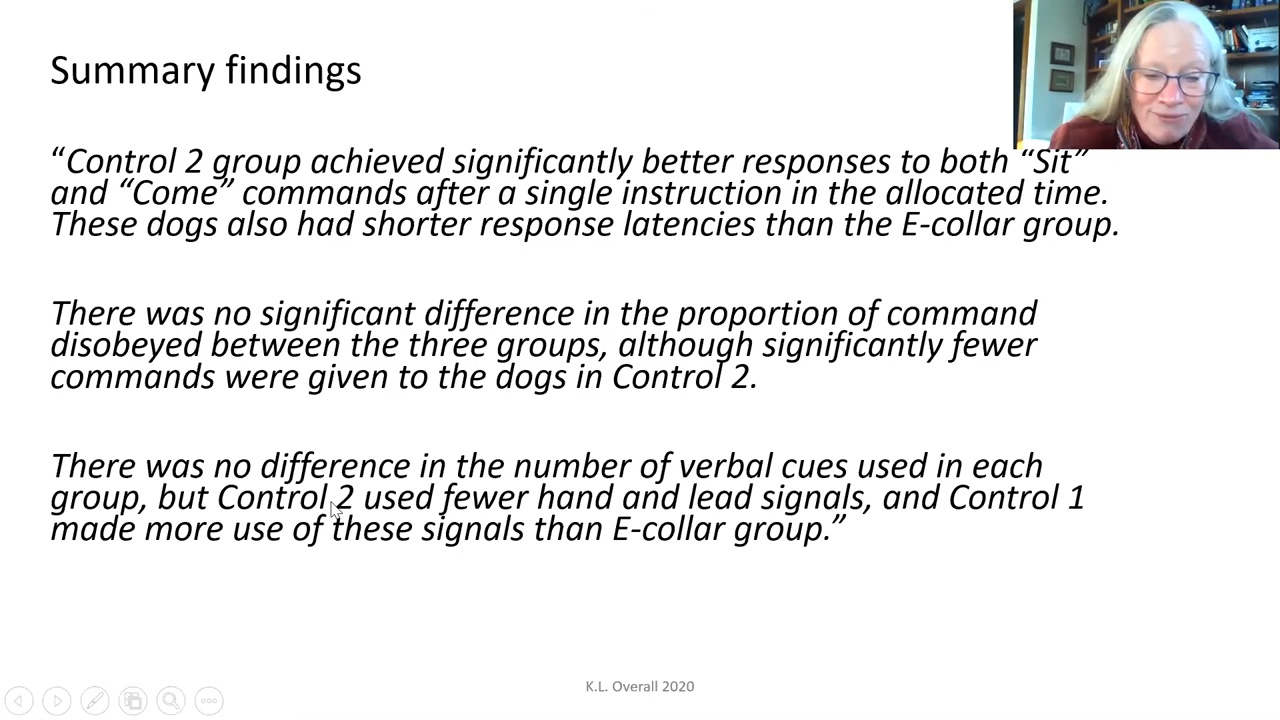 Summary findings
“Control 2 group achieved significantly better responses to both “Sit”
and “Come” commands after a single instruction in the allocated time.
These dogs also had shorter response latencies than the E-collar group.
There was no significant difference in the proportion of command
disobeyed between the three groups, although significantly fewer
commands were given to the dogs in Control 2.
There was no difference in the number of verbal cues used in each
group, but Control 2 used fewer hand and lead signals, and Control 1
made more use of these signals than E-collar group.”
K.L. Overall 2020